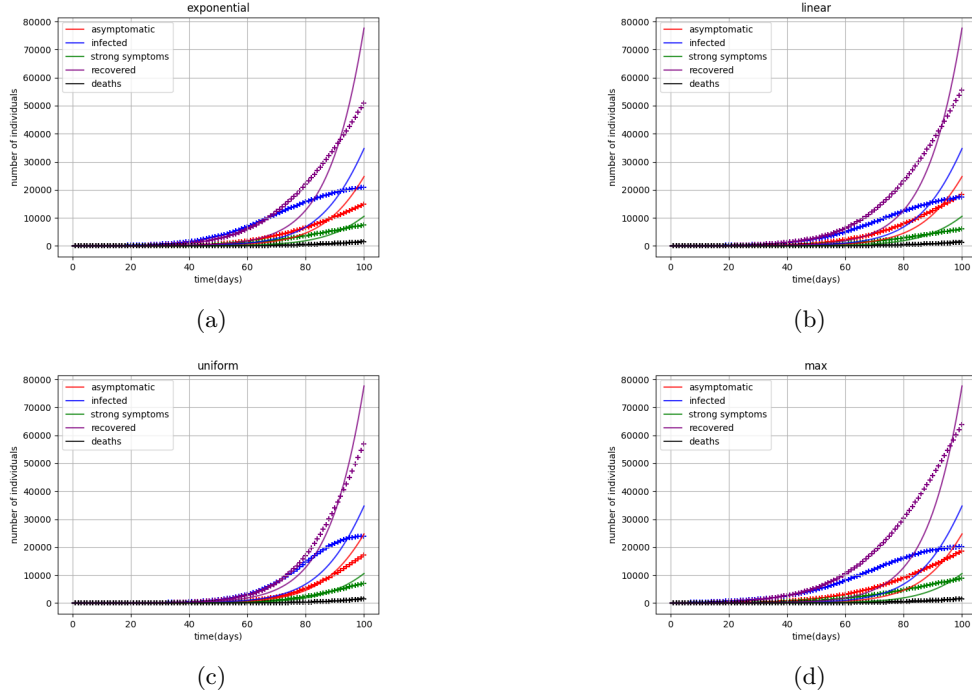 exponential
number of individuals
80000
70000
60000
50000
40000
30000
20000
10000
0
asymptomatic
infected
strong symptoms
recovered
deaths
0 20 40 60 80 100
time(days)
(a)
linear
number of individuals
80000
70000
60000
50000
40000
30000
20000
10000
0
asymptomatic
infected
strong symptoms
recovered
deaths
0 20 40 60 80 100
time(days)
(b)
uniform
number of individuals
80000
70000
60000
50000
40000
30000
20000
10000
0
asymptomatic
infected
strong symptoms
recovered
deaths
0 20 40 60 80 100
time(days)
(c)
max
number of individuals
80000
70000
60000
50000
40000
30000
20000
10000
0
asymptomatic
infected
strong symptoms
recovered
deaths
0 20 40 60 80 100
time(days)
(d)